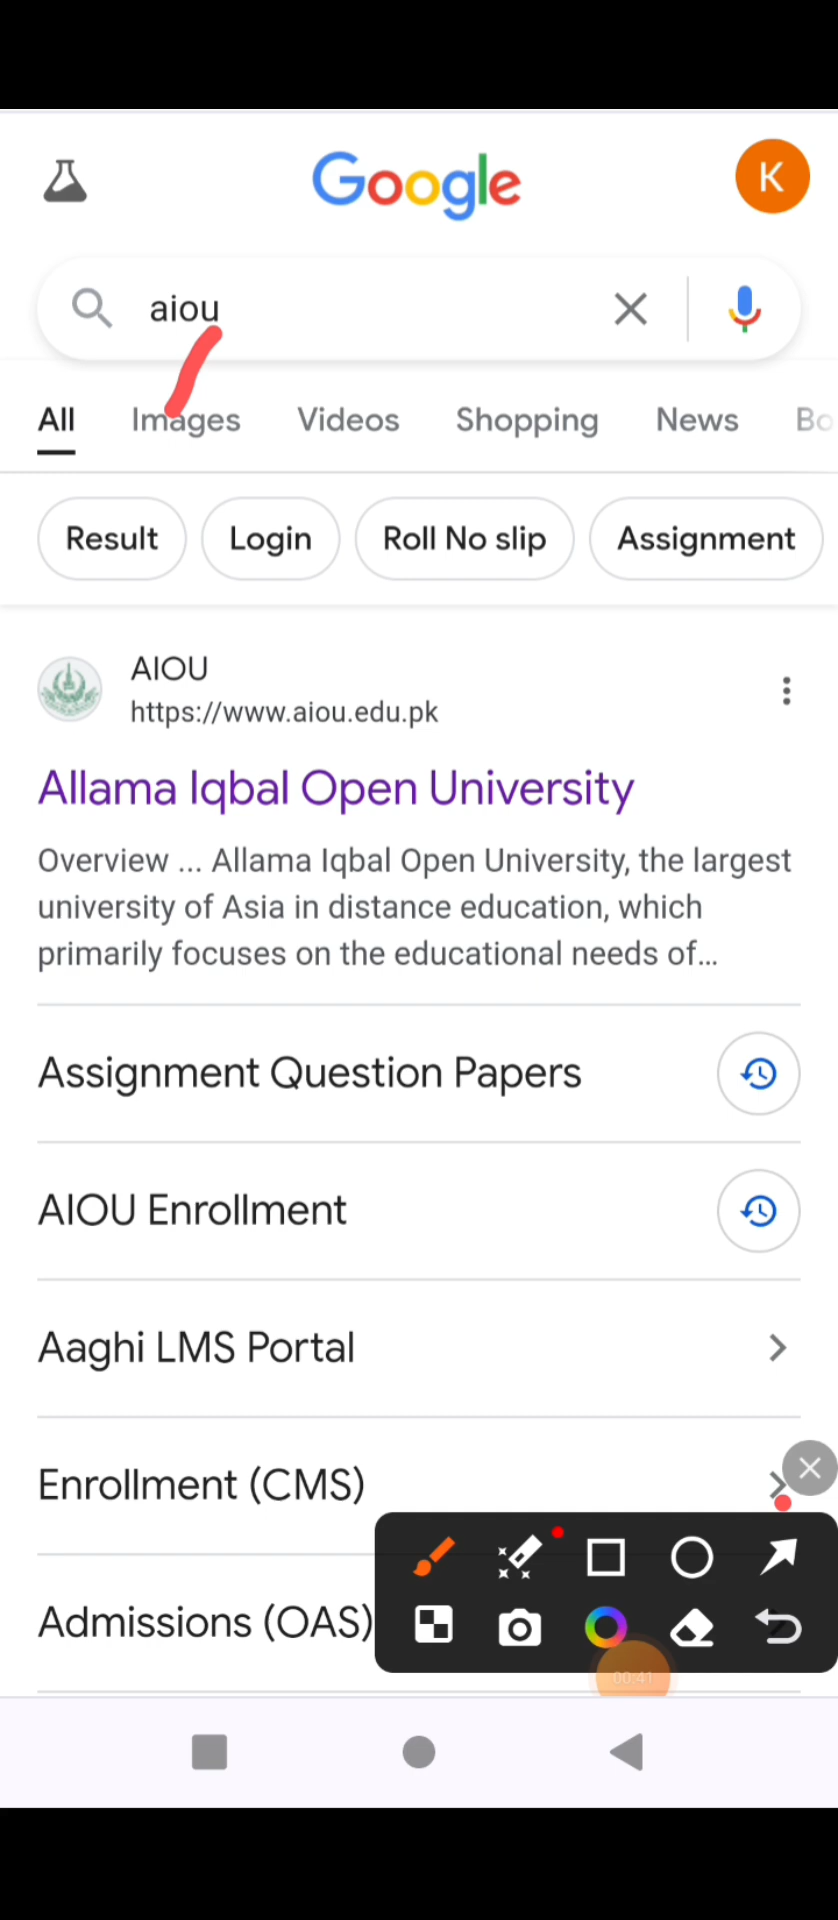 Google
K
aiou
All Images Videos Shopping News Bo
Result Login Roll No slip Assignment
AIOU
https://www.aiou.edu.pk
Allama Iqbal Open University
Overview ... Allama Iqbal Open University, the largest
university of Asia in distance education, which
primarily focuses on the educational needs of...
Assignment Question Papers
AIOU Enrollment
Aaghi LMS Portal
Enrollment (CMS)
Admissions (OAS)
00:41